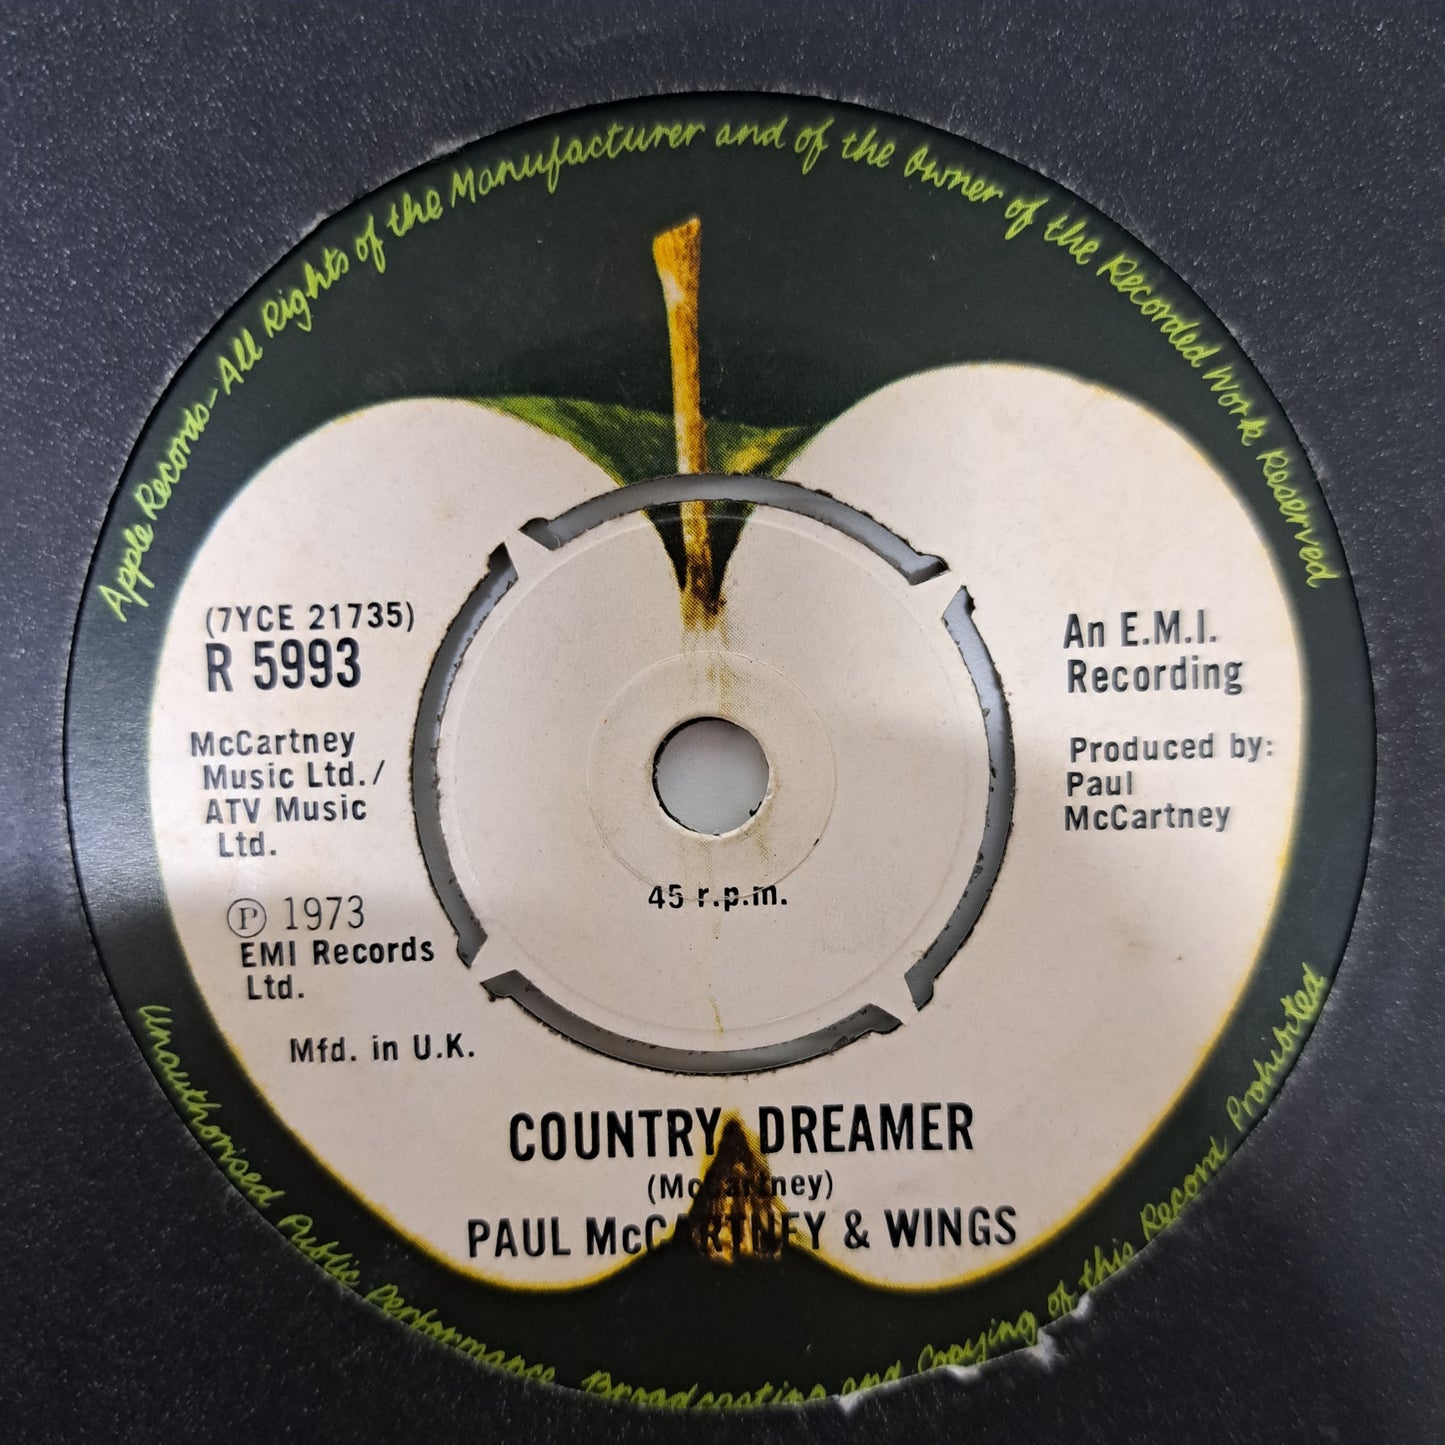 Apple Records—All Rights of the Manufacturer and of the Owner of the Recorded Work Reserved
(7YCE 21735)
R 5993
McCartney
Music Ltd./
ATV Music
Ltd.
Ⓟ 1973
EMI Records
Ltd.
Mfd. in U.K.
An E.M.I.
Recording
Produced by:
Paul
McCartney
45 r.p.m.
COUNTRY DREAMER
(McCartney)
PAUL McCARTNEY & WINGS
Unauthorised Public Performance Broadcasting and Copying of this Record Prohibited